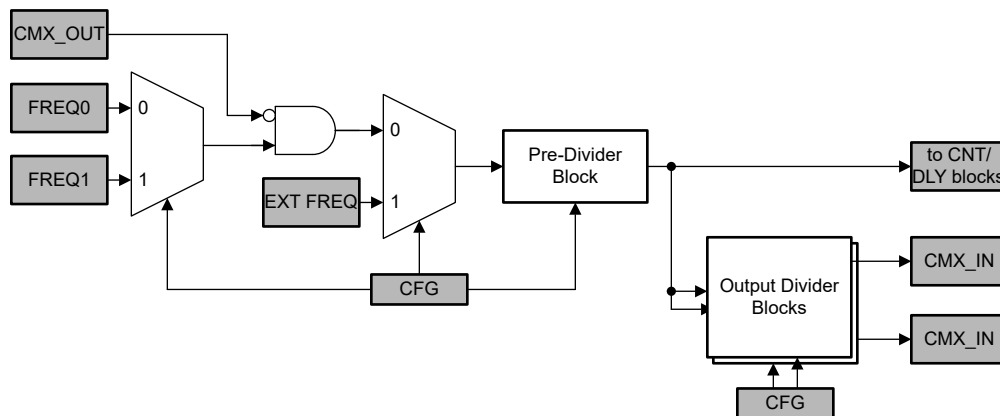 CMX_OUT
FREQ0
0
FREQ1
1
0
EXT FREQ
1
Pre-Divider
Block
to CNT/
DLY blocks
CFG
Output Divider
Blocks
CMX_IN
CMX_IN
CFG